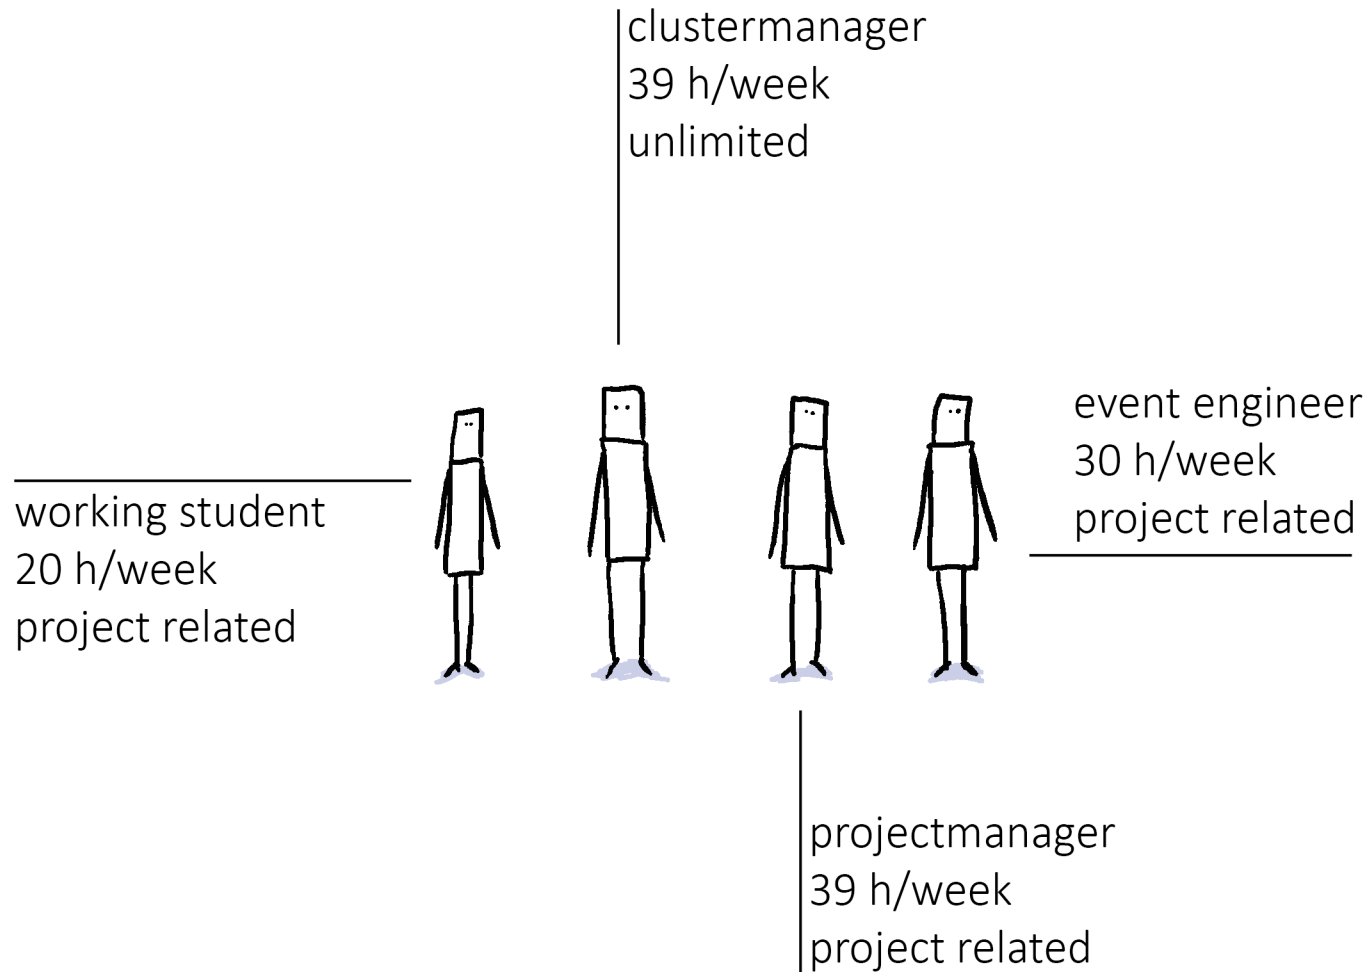 clustermanager
39 h/week
unlimited
event engineer
30 h/week
project related
working student
20 h/week
project related
projectmanager
39 h/week
project related